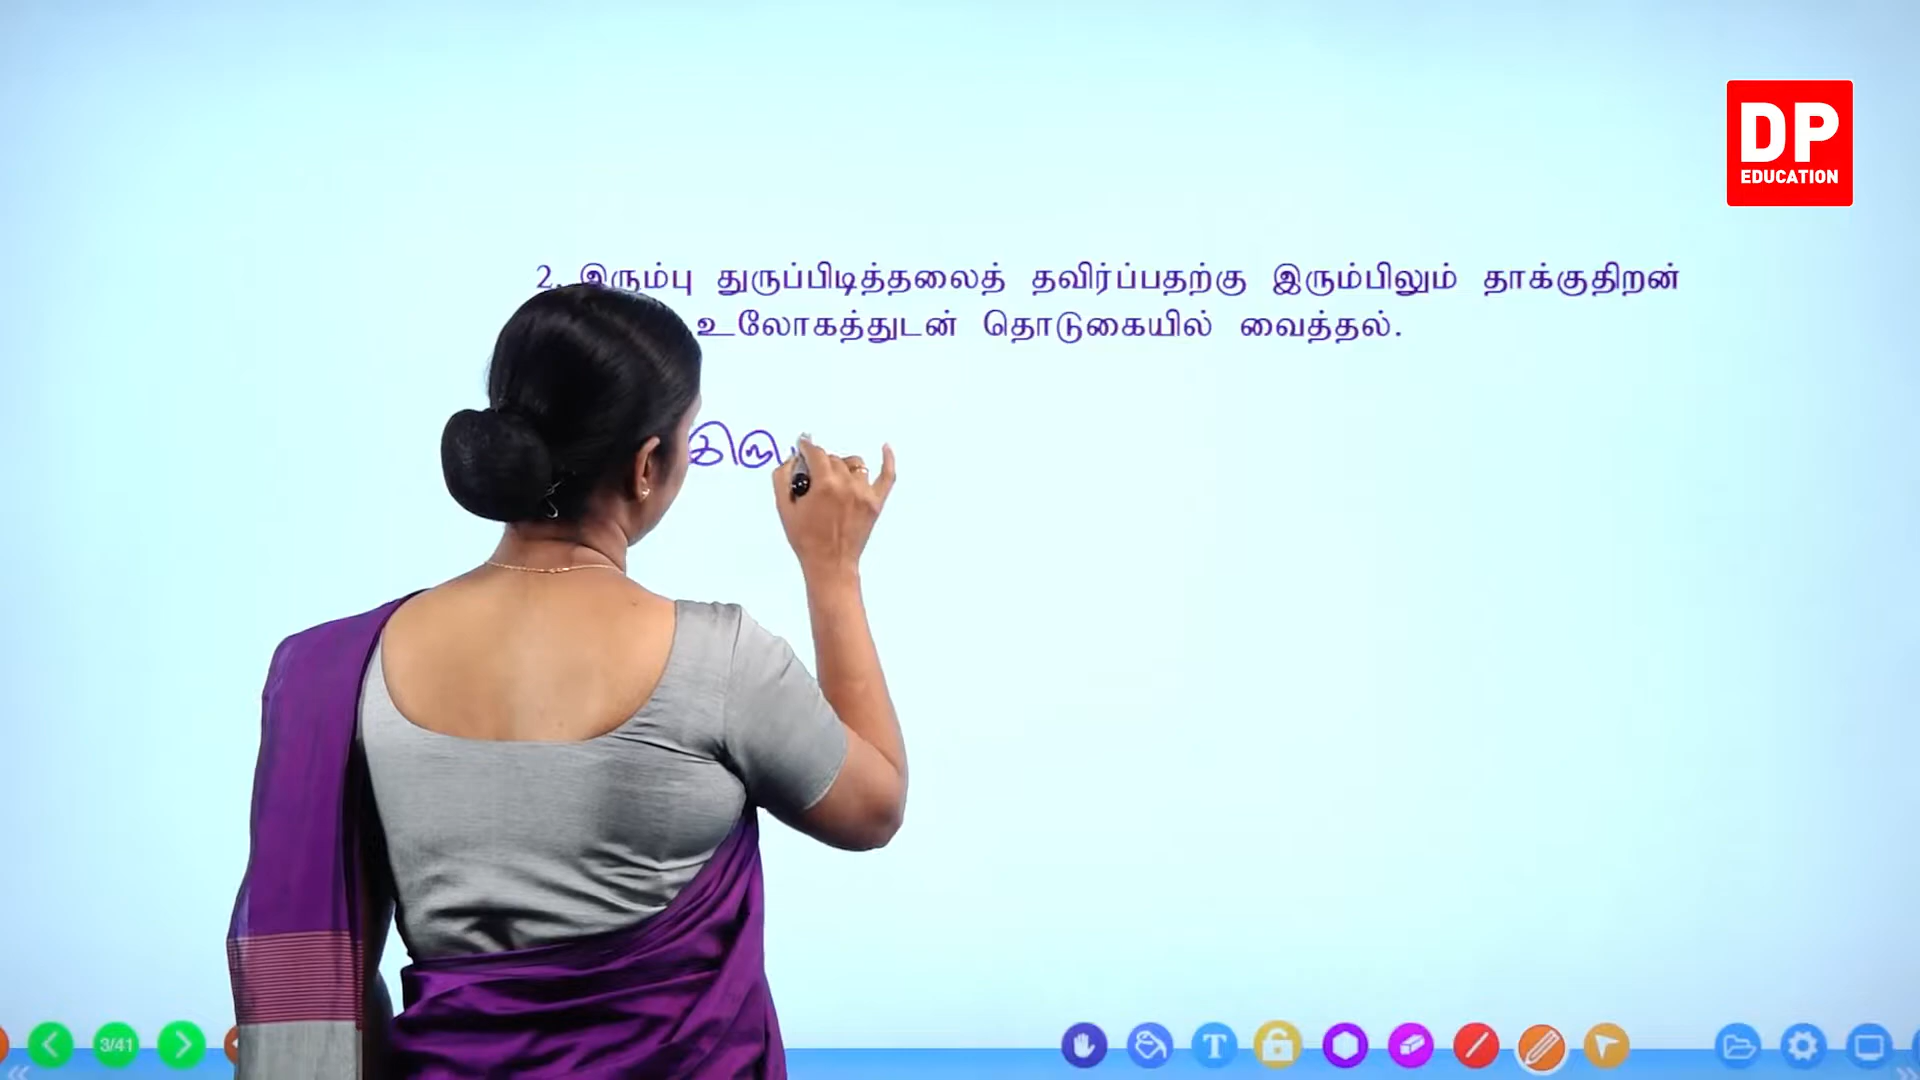 DP
EDUCATION
2. இரும்பு துருப்பிடித்தலைத் தவிர்ப்பதற்கு இரும்பிலும் தாக்குதிறன்
உலோகத்துடன் தொடுகையில் வைத்தல்.
3/41
T